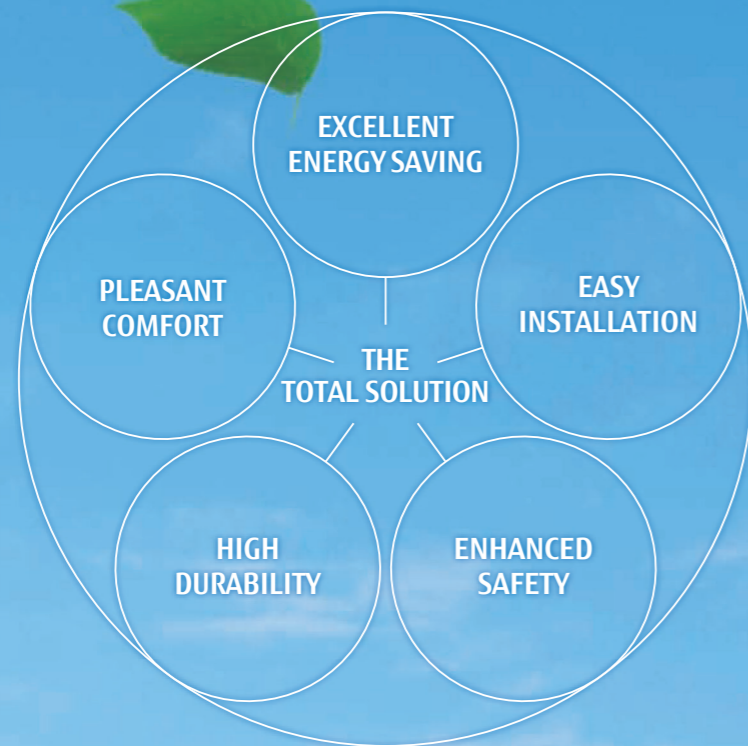 EXCELLENT
ENERGY SAVING
PLEASANT
COMFORT
EASY
INSTALLATION
THE
TOTAL SOLUTION
HIGH
DURABILITY
ENHANCED
SAFETY